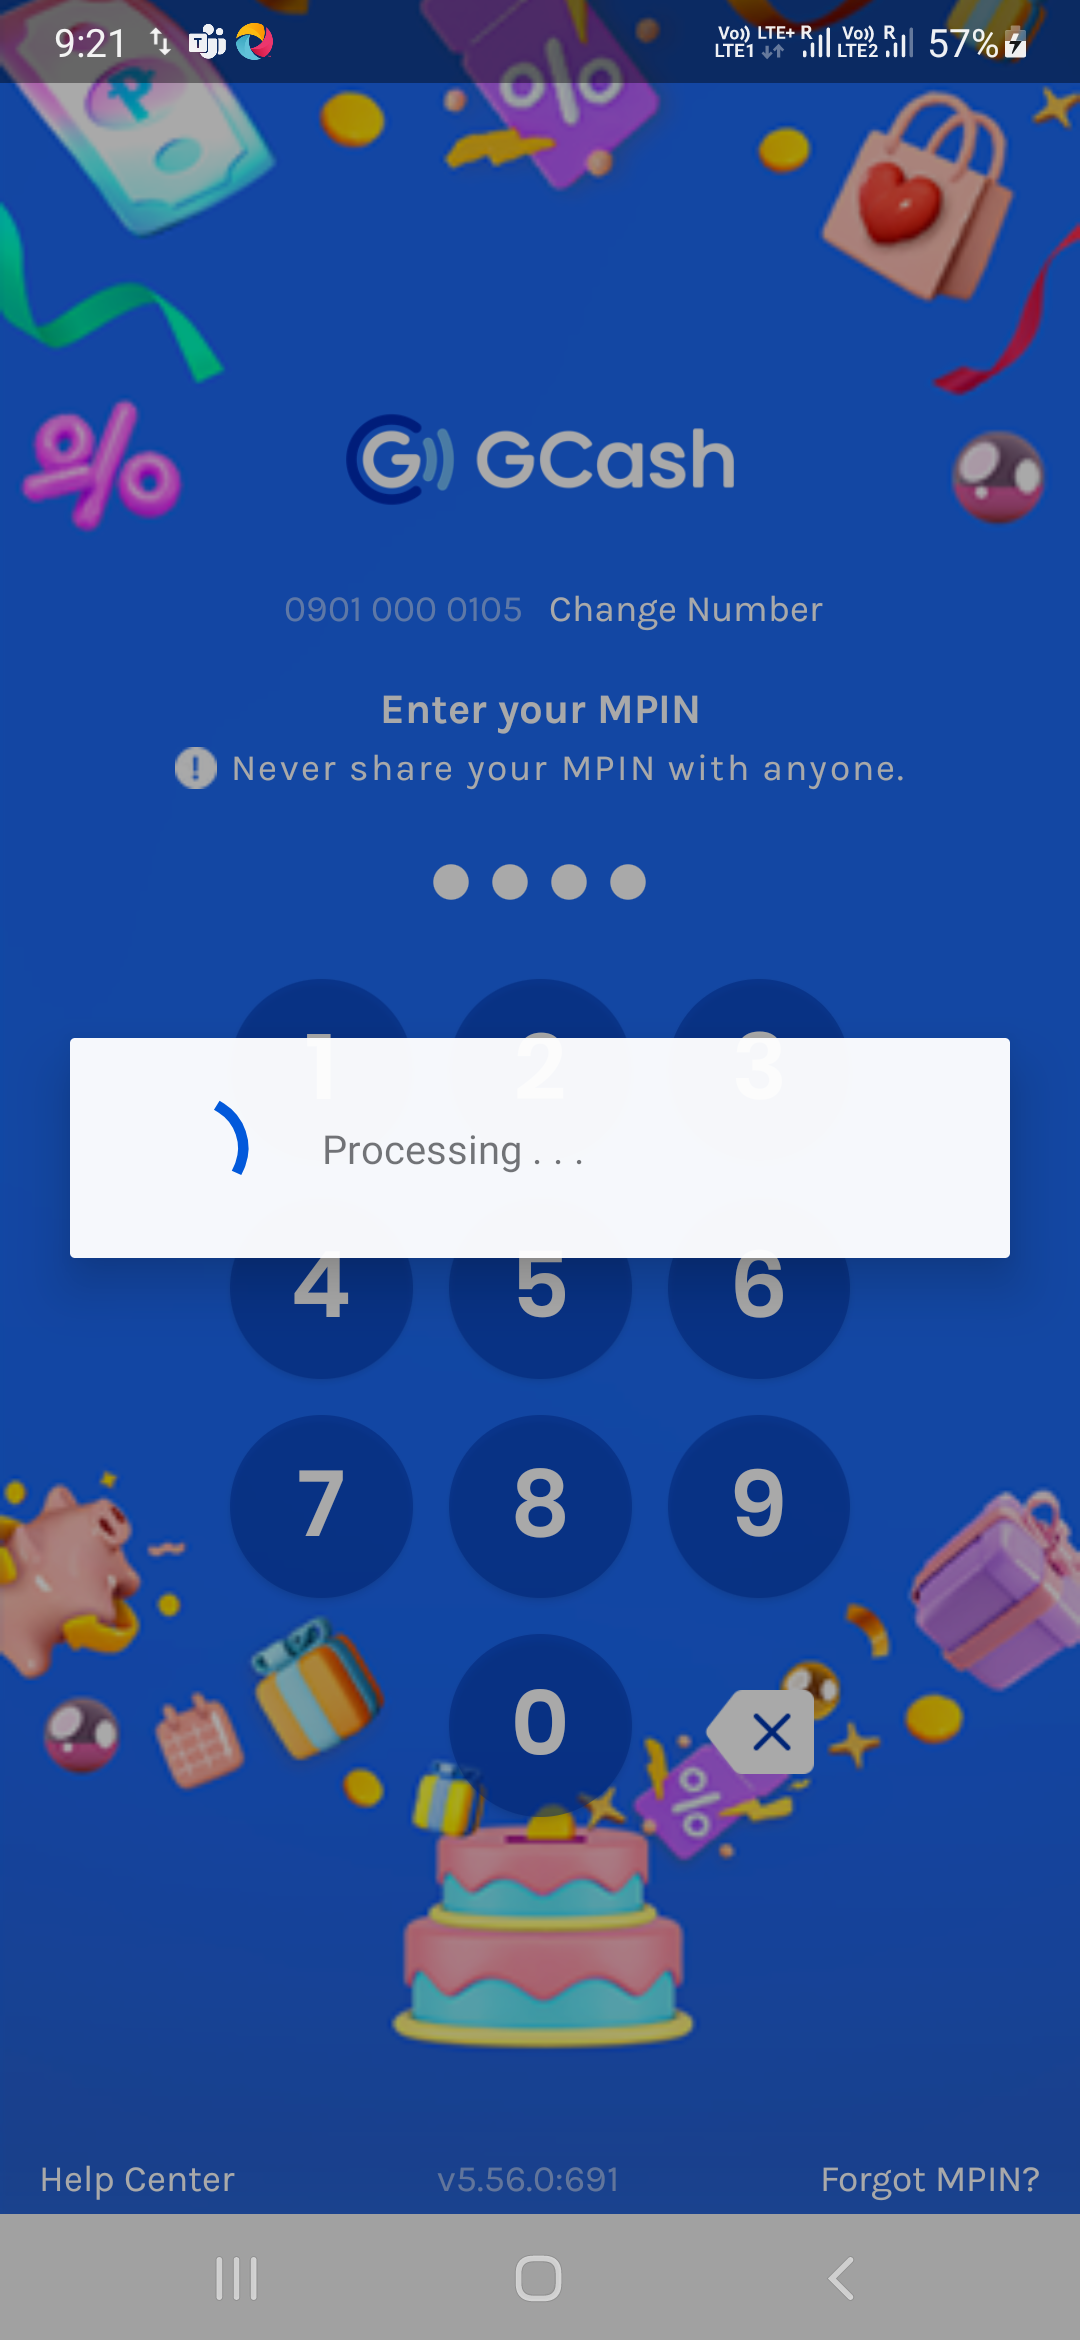 9:21 Vo)) LTE1 LTE+ R Vo)) LTE2 R 57%
GCash
0901 000 0105 Change Number
Enter your MPIN
! Never share your MPIN with anyone.
1 2 3
Processing . . .
4 5 6
7 8 9
0
Help Center v5.56.0:691 Forgot MPIN?